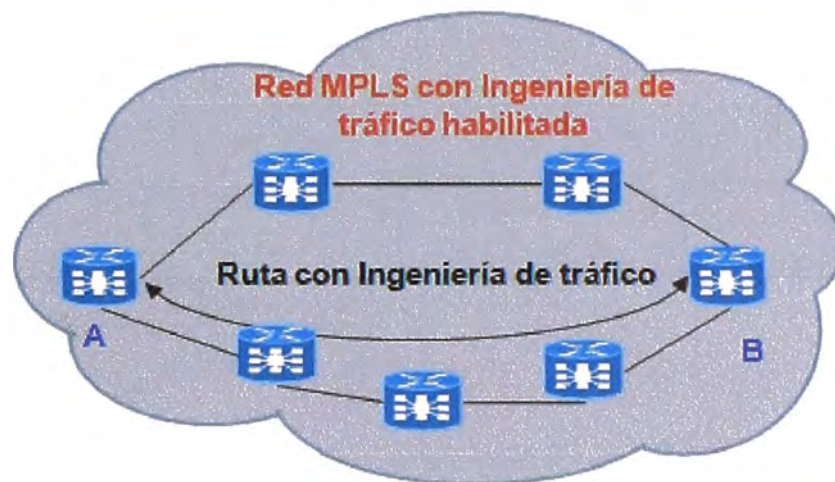 Red MPLS con Ingeniería de
tráfico habilitada
Ruta con Ingeniería de tráfico
A
B